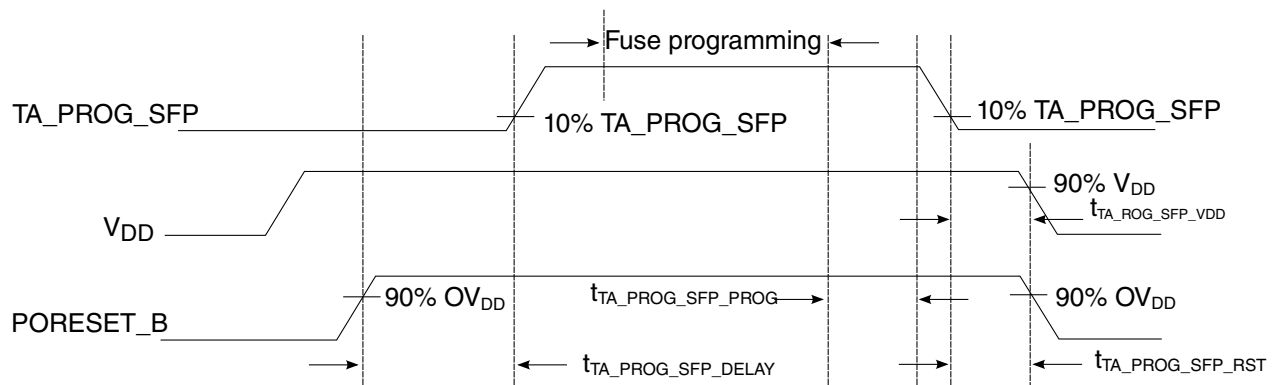 Fuse programming
TA_PROG_SFP
10% TA_PROG_SFP
10% TA_PROG_SFP
90% VDD
tTA_ROG_SFP_VDD
VDD
90% OVDD
tTA_PROG_SFP_PROG
90% OVDD
PORESET_B
tTA_PROG_SFP_DELAY
tTA_PROG_SFP_RST